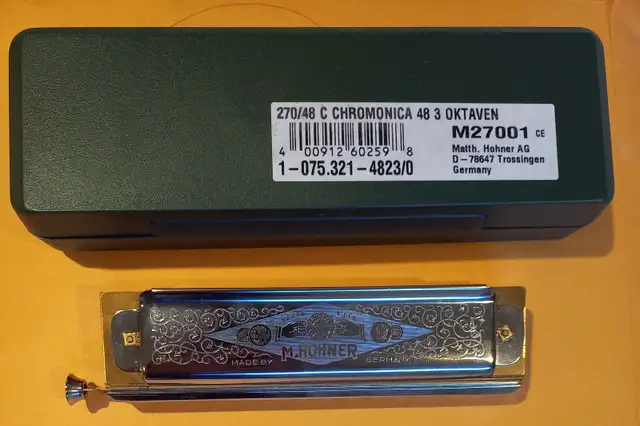 270/48 C CHROMONICA 48 3 OKTAVEN
4 00912 60259 8
M27001 CE
Matth. Hohner AG
D-78647 Trossingen
Germany
1-075.321-4823/0
M. HOHNER
MADE BY GERMANY